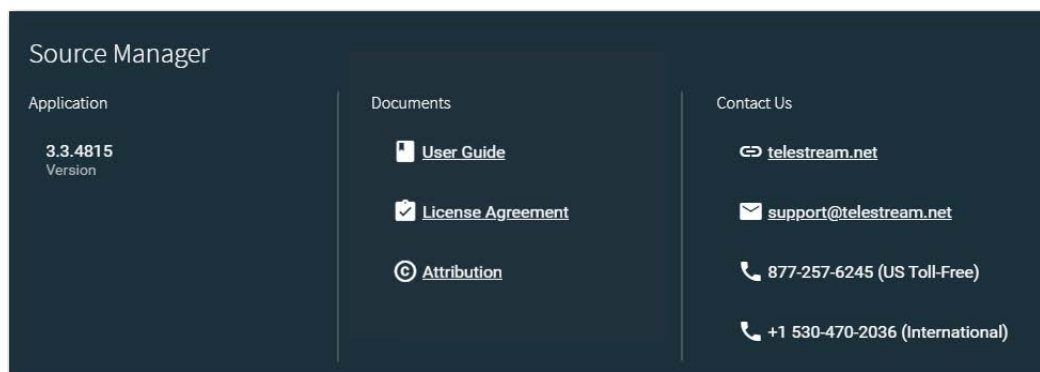 Source Manager
Application
3.3.4815
Version
Documents
User Guide
License Agreement
Attribution
Contact Us
telestream.net
support@telestream.net
877-257-6245 (US Toll-Free)
+1 530-470-2036 (International)